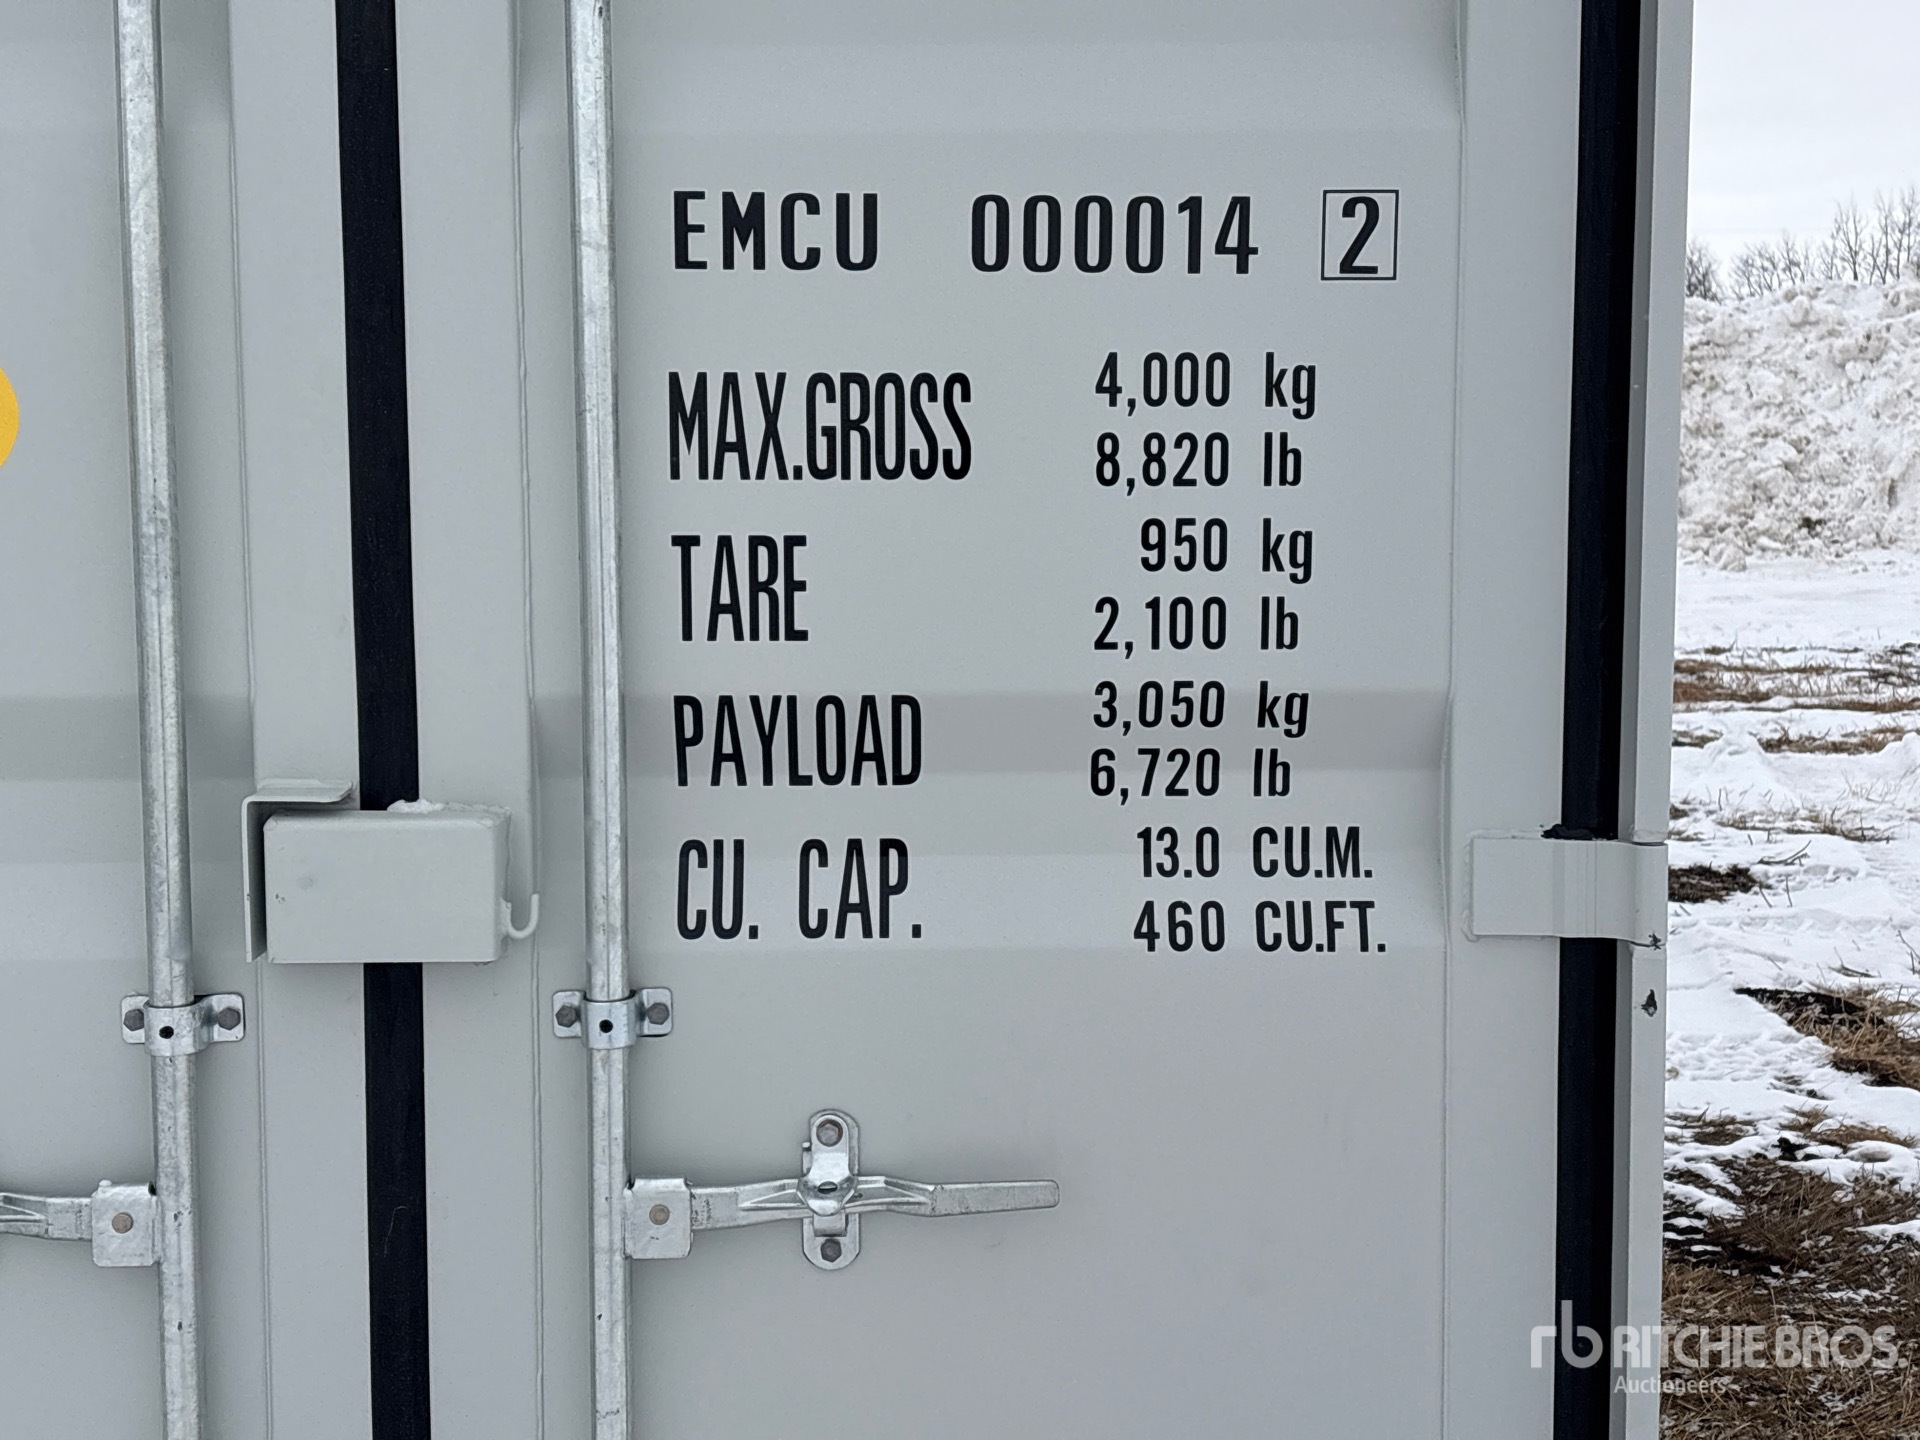 EMCU 000014 2
MAX.GROSS 4,000 kg
8,820 lb
TARE 950 kg
2,100 lb
PAYLOAD 3,050 kg
6,720 lb
CU. CAP. 13.0 CU.M.
460 CU.FT.
rb RITCHIE BROS.
Auctioneers